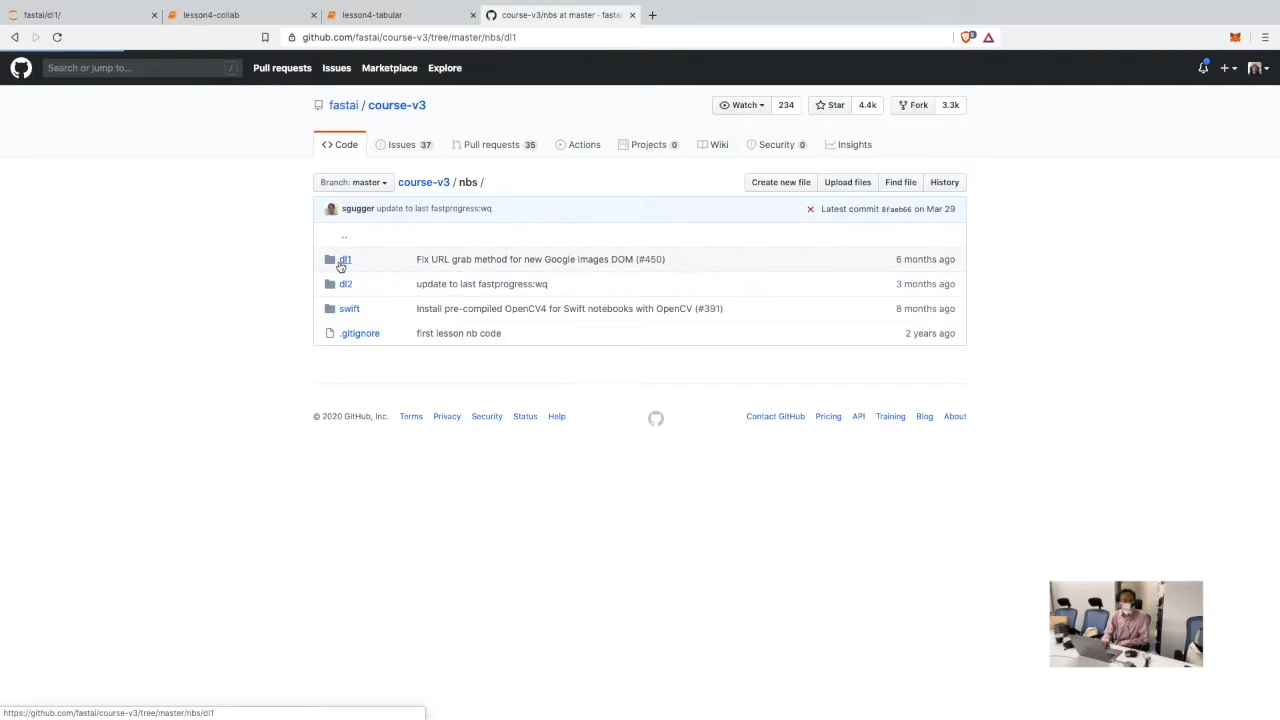 fastai/dl1/
lesson4-collab
lesson4-tabular
course-v3/nbs at master · fasta
github.com/fastai/course-v3/tree/master/nbs/dl1
Search or jump to...
/
Pull requests
Issues
Marketplace
Explore
fastai / course-v3
Watch 234
Star 4.4k
Fork 3.3k
Code
Issues 37
Pull requests 35
Actions
Projects 0
Wiki
Security 0
Insights
Branch: master
course-v3 / nbs /
Create new file
Upload files
Find file
History
sgugger update to last fastprogress:wq
Latest commit 8faeb66 on Mar 29
..
dl1 Fix URL grab method for new Google images DOM (#450) 6 months ago
dl2 update to last fastprogress:wq 3 months ago
swift Install pre-compiled OpenCV4 for Swift notebooks with OpenCV (#391) 8 months ago
.gitignore first lesson nb code 2 years ago
© 2020 GitHub, Inc. Terms Privacy Security Status Help
Contact GitHub Pricing API Training Blog About
https://github.com/fastai/course-v3/tree/master/nbs/dl1